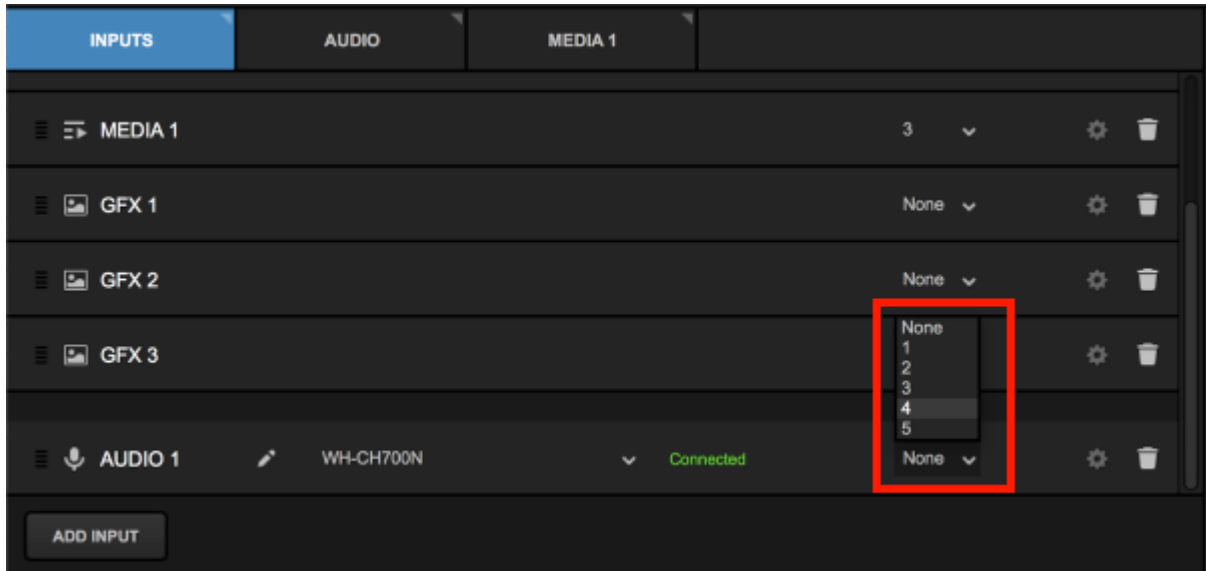 INPUTS AUDIO MEDIA 1
MEDIA 1 3
GFX 1 None
GFX 2 None
GFX 3
None
1
2
3
4
5
AUDIO 1 WH-CH700N Connected None
ADD INPUT